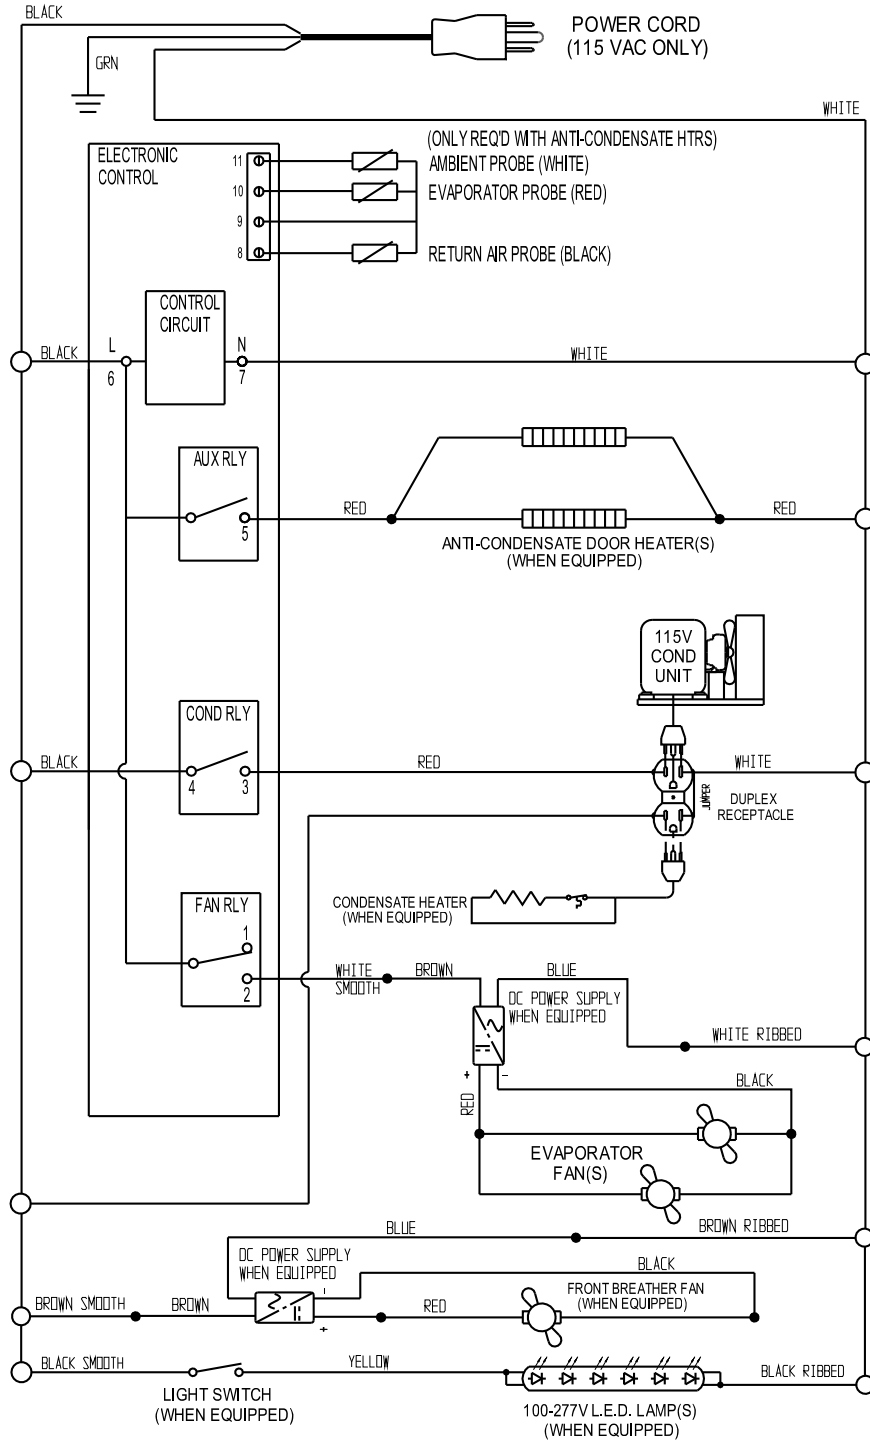 BLACK
POWER CORD
(115 VAC ONLY)
GRN
WHITE
ELECTRONIC
CONTROL
(ONLY REQ'D WITH ANTI-CONDENSATE HTRS)
11
AMBIENT PROBE (WHITE)
10
EVAPORATOR PROBE (RED)
9
8
RETURN AIR PROBE (BLACK)
CONTROL
CIRCUIT
BLACK
L
N
WHITE
6
7
AUX RLY
RED
RED
5
ANTI-CONDENSATE DOOR HEATER(S)
(WHEN EQUIPPED)
115V
COND
UNIT
COND RLY
BLACK
RED
WHITE
4
3
JUMPER
DUPLEX
RECEPTACLE
FAN RLY
CONDENSATE HEATER
(WHEN EQUIPPED)
1
2
WHITE
SMOOTH
BROWN
BLUE
DC POWER SUPPLY
WHEN EQUIPPED
WHITE RIBBED
+
-
BLACK
RED
EVAPORATOR
FAN(S)
BLUE
BROWN RIBBED
DC POWER SUPPLY
WHEN EQUIPPED
-
BLACK
FRONT BREATHER FAN
(WHEN EQUIPPED)
BROWN SMOOTH
BROWN
RED
+
BLACK SMOOTH
YELLOW
BLACK RIBBED
LIGHT SWITCH
(WHEN EQUIPPED)
100-277V L.E.D. LAMP(S)
(WHEN EQUIPPED)